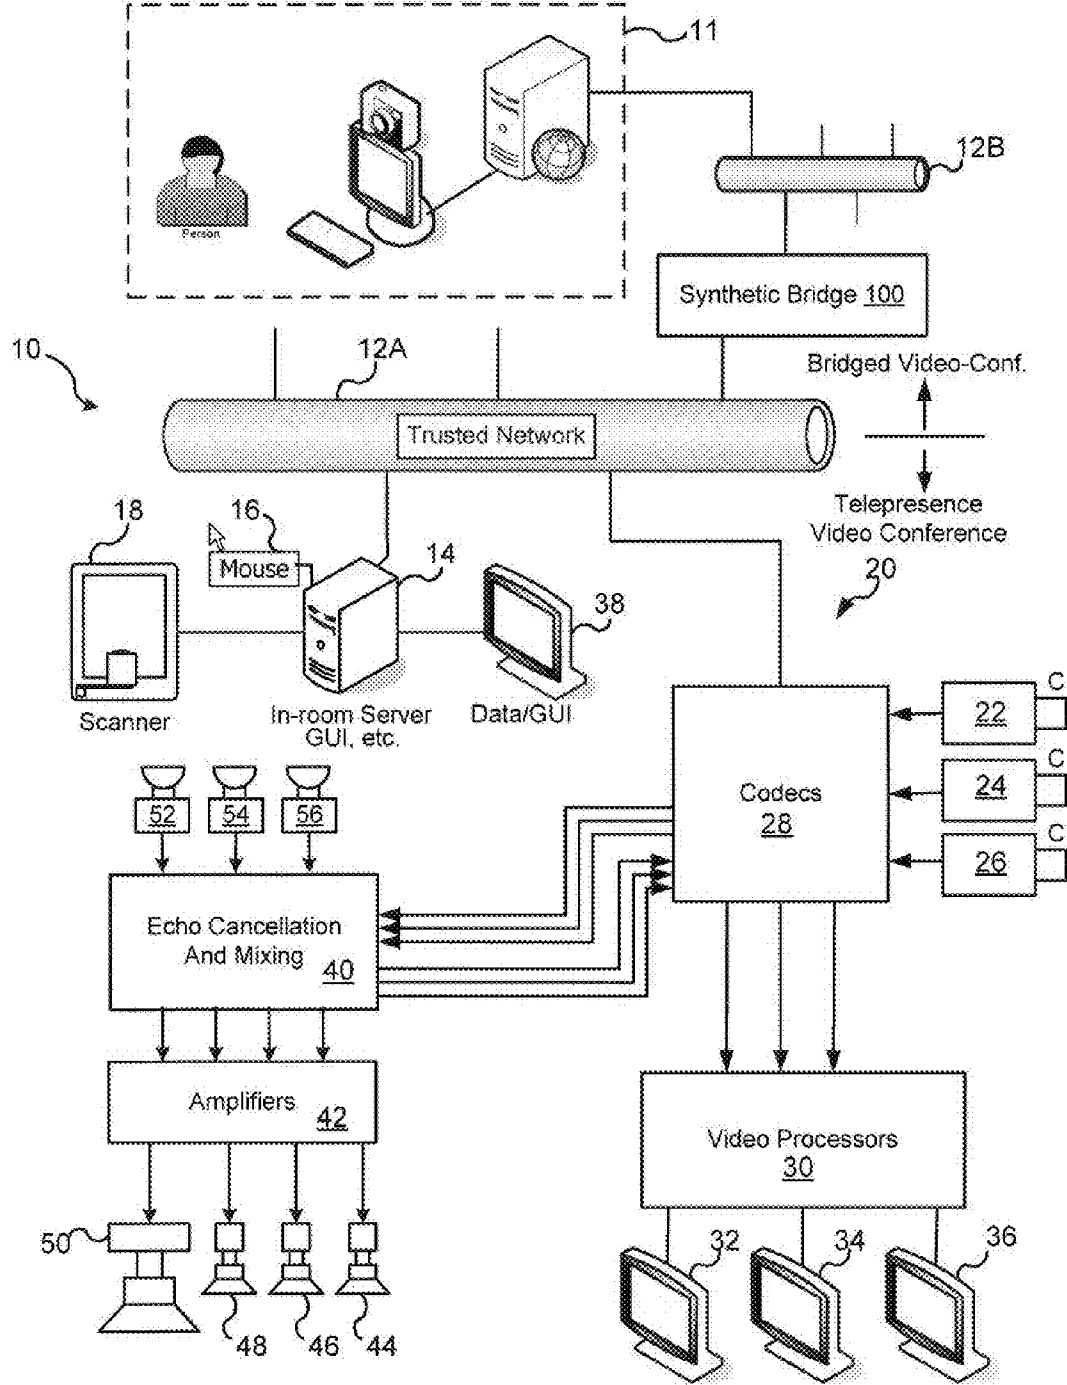 11
12B
Person
Synthetic Bridge 100
10
12A
Bridged Video-Conf.
Trusted Network
Telepresence
Video Conference
20
18
16
Mouse
14
38
Scanner
In-room Server
GUI, etc.
Data/GUI
C
22
C
24
C
26
Codecs
28
52
54
56
Echo Cancellation
And Mixing
40
Amplifiers
42
Video Processors
30
50
48
46
44
32
34
36